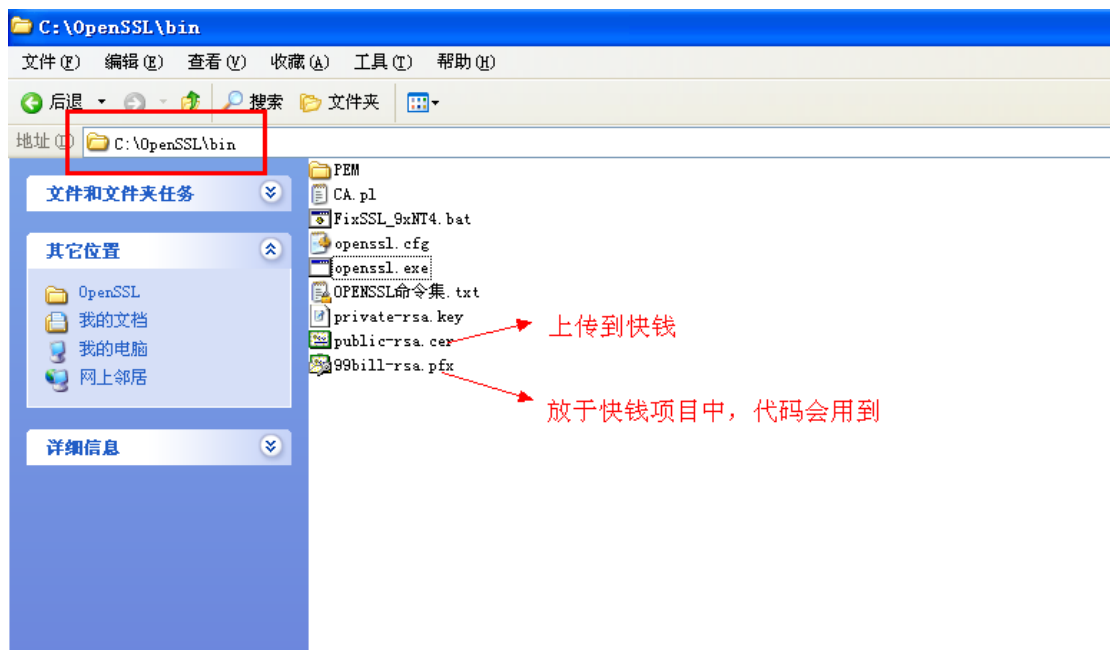 C:\OpenSSL\bin
文件(F) 编辑(E) 查看(V) 收藏(A) 工具(T) 帮助(H)
后退 搜索 文件夹
地址(D) C:\OpenSSL\bin
文件和文件夹任务
其它位置
OpenSSL
我的文档
我的电脑
网上邻居
详细信息
PEM
CA.pl
FixSSL_9xNT4.bat
openssl.cfg
openssl.exe
OPENSSL命令集.txt
private-rsa.key
public-rsa.cer
99bill-rsa.pfx
上传到快钱
放于快钱项目中，代码会用到